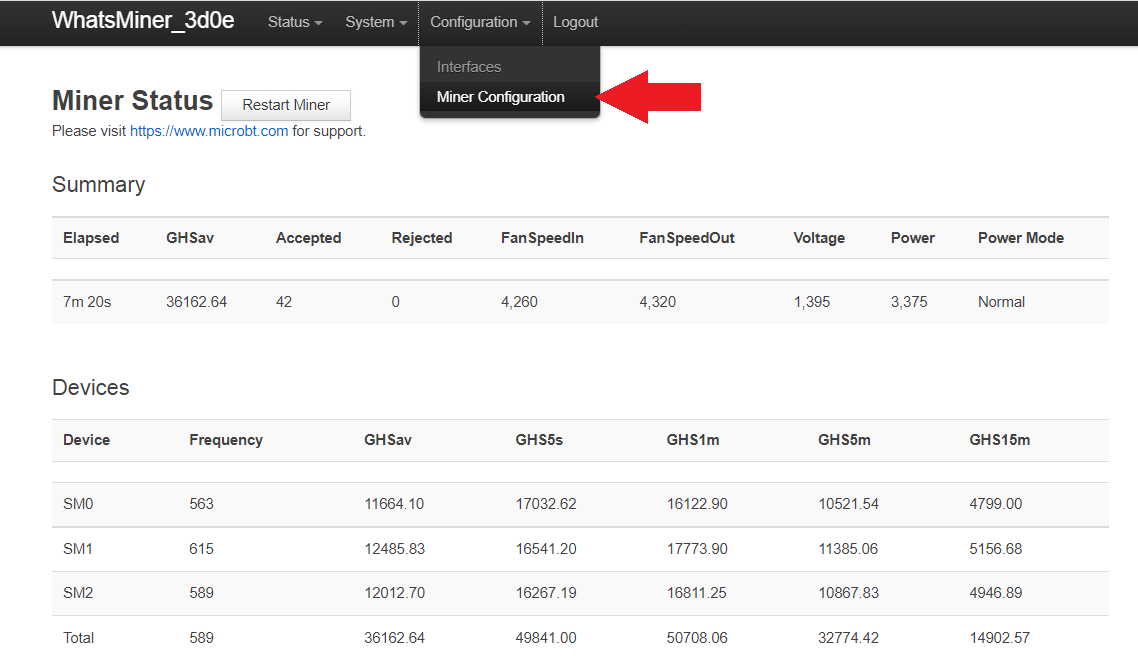 WhatsMiner_3d0e Status System Configuration Logout
Interfaces
Miner Configuration
Miner Status Restart Miner
Please visit https://www.microbt.com for support.
Summary
Elapsed GHSav Accepted Rejected FanSpeedIn FanSpeedOut Voltage Power Power Mode
7m 20s 36162.64 42 0 4,260 4,320 1,395 3,375 Normal
Devices
Device Frequency GHSav GHS5s GHS1m GHS5m GHS15m
SM0 563 11664.10 17032.62 16122.90 10521.54 4799.00
SM1 615 12485.83 16541.20 17773.90 11385.06 5156.68
SM2 589 12012.70 16267.19 16811.25 10867.83 4946.89
Total 589 36162.64 49841.00 50708.06 32774.42 14902.57